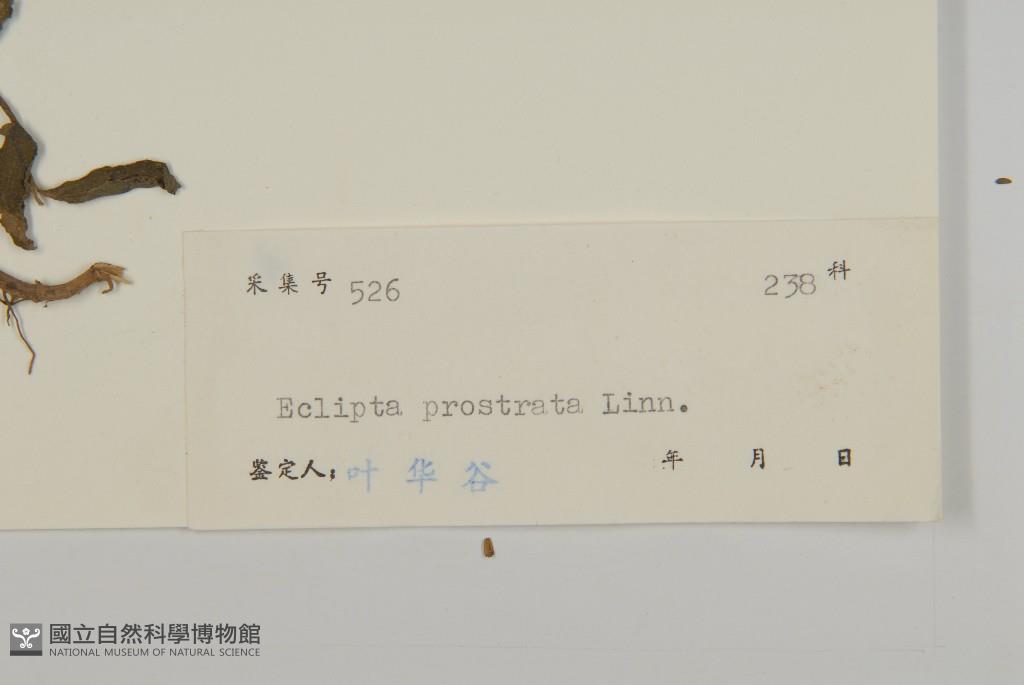 采集号 526 238 科
Eclipta prostrata Linn.
鉴定人: 叶华谷 年 月 日
國立自然科學博物館
NATIONAL MUSEUM OF NATURAL SCIENCE